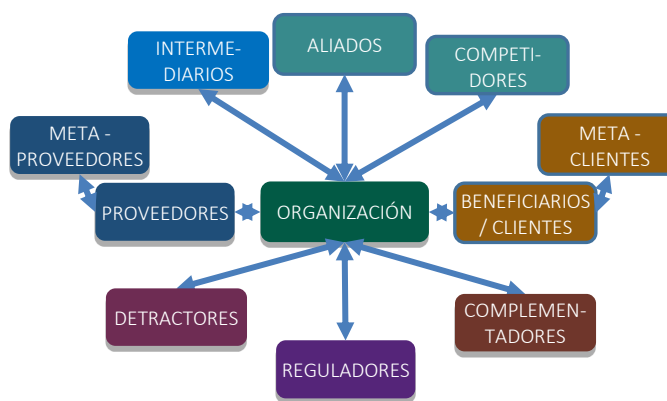 INTERME-
DIARIOS
ALIADOS
COMPETI-
DORES
META -
PROVEEDORES
META -
CLIENTES
PROVEEDORES
ORGANIZACIÓN
BENEFICIARIOS
/ CLIENTES
DETRACTORES
REGULADORES
COMPLEMEN-
TADORES